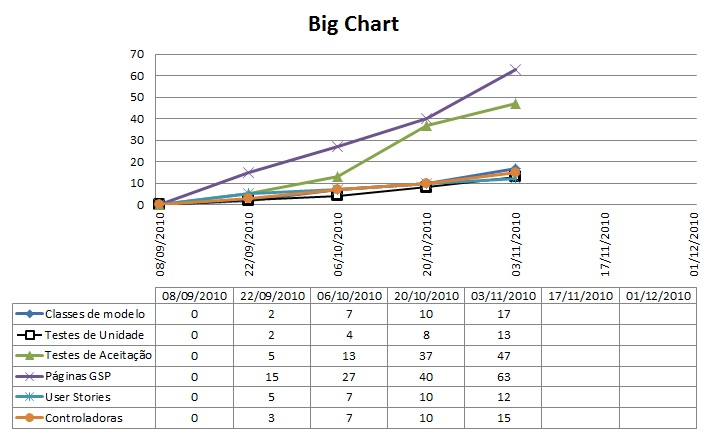 Big Chart
70
60
50
40
30
20
10
0
08/09/2010
22/09/2010
06/10/2010
20/10/2010
03/11/2010
17/11/2010
01/12/2010
08/09/2010 22/09/2010 06/10/2010 20/10/2010 03/11/2010 17/11/2010 01/12/2010
Classes de modelo 0 2 7 10 17
Testes de Unidade 0 2 4 8 13
Testes de Aceitação 0 5 13 37 47
Páginas GSP 0 15 27 40 63
User Stories 0 5 7 10 12
Controladoras 0 3 7 10 15